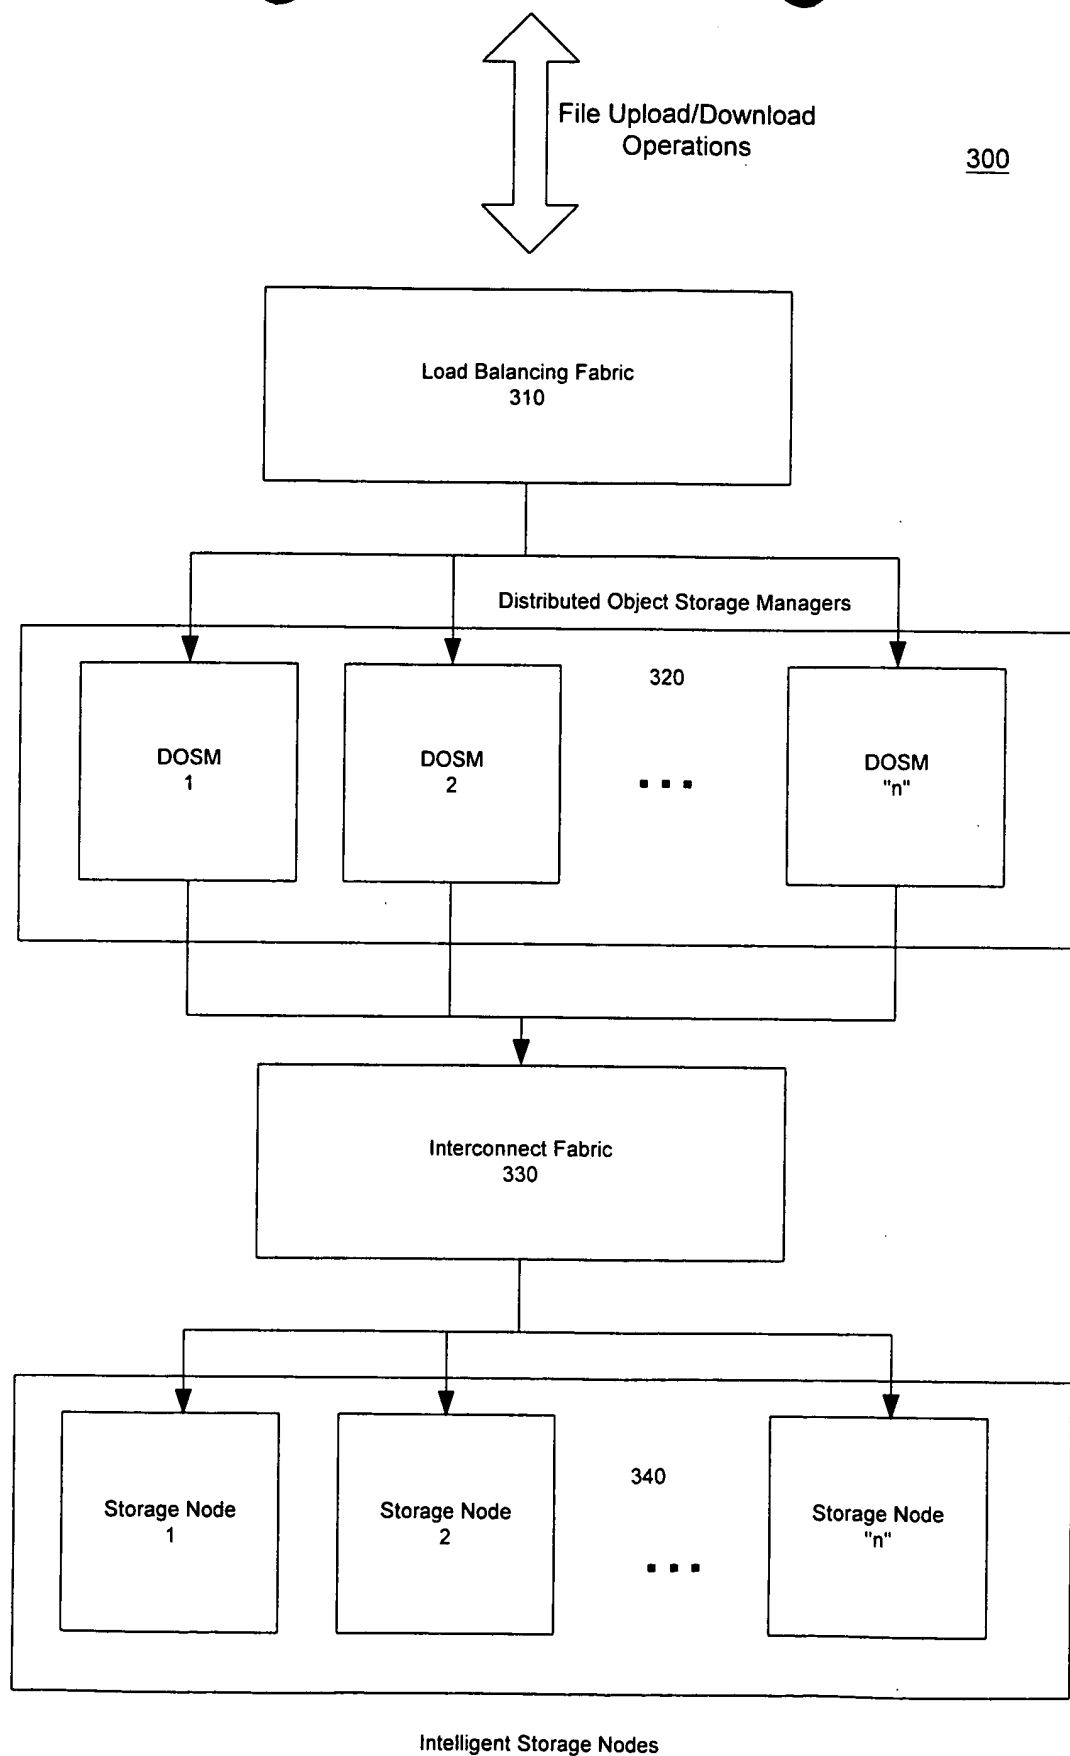 File Upload/Download
Operations
300
Load Balancing Fabric
310
Distributed Object Storage Managers
320
DOSM
1
DOSM
2
DOSM
"n"
Interconnect Fabric
330
340
Storage Node
1
Storage Node
2
Storage Node
"n"
Intelligent Storage Nodes